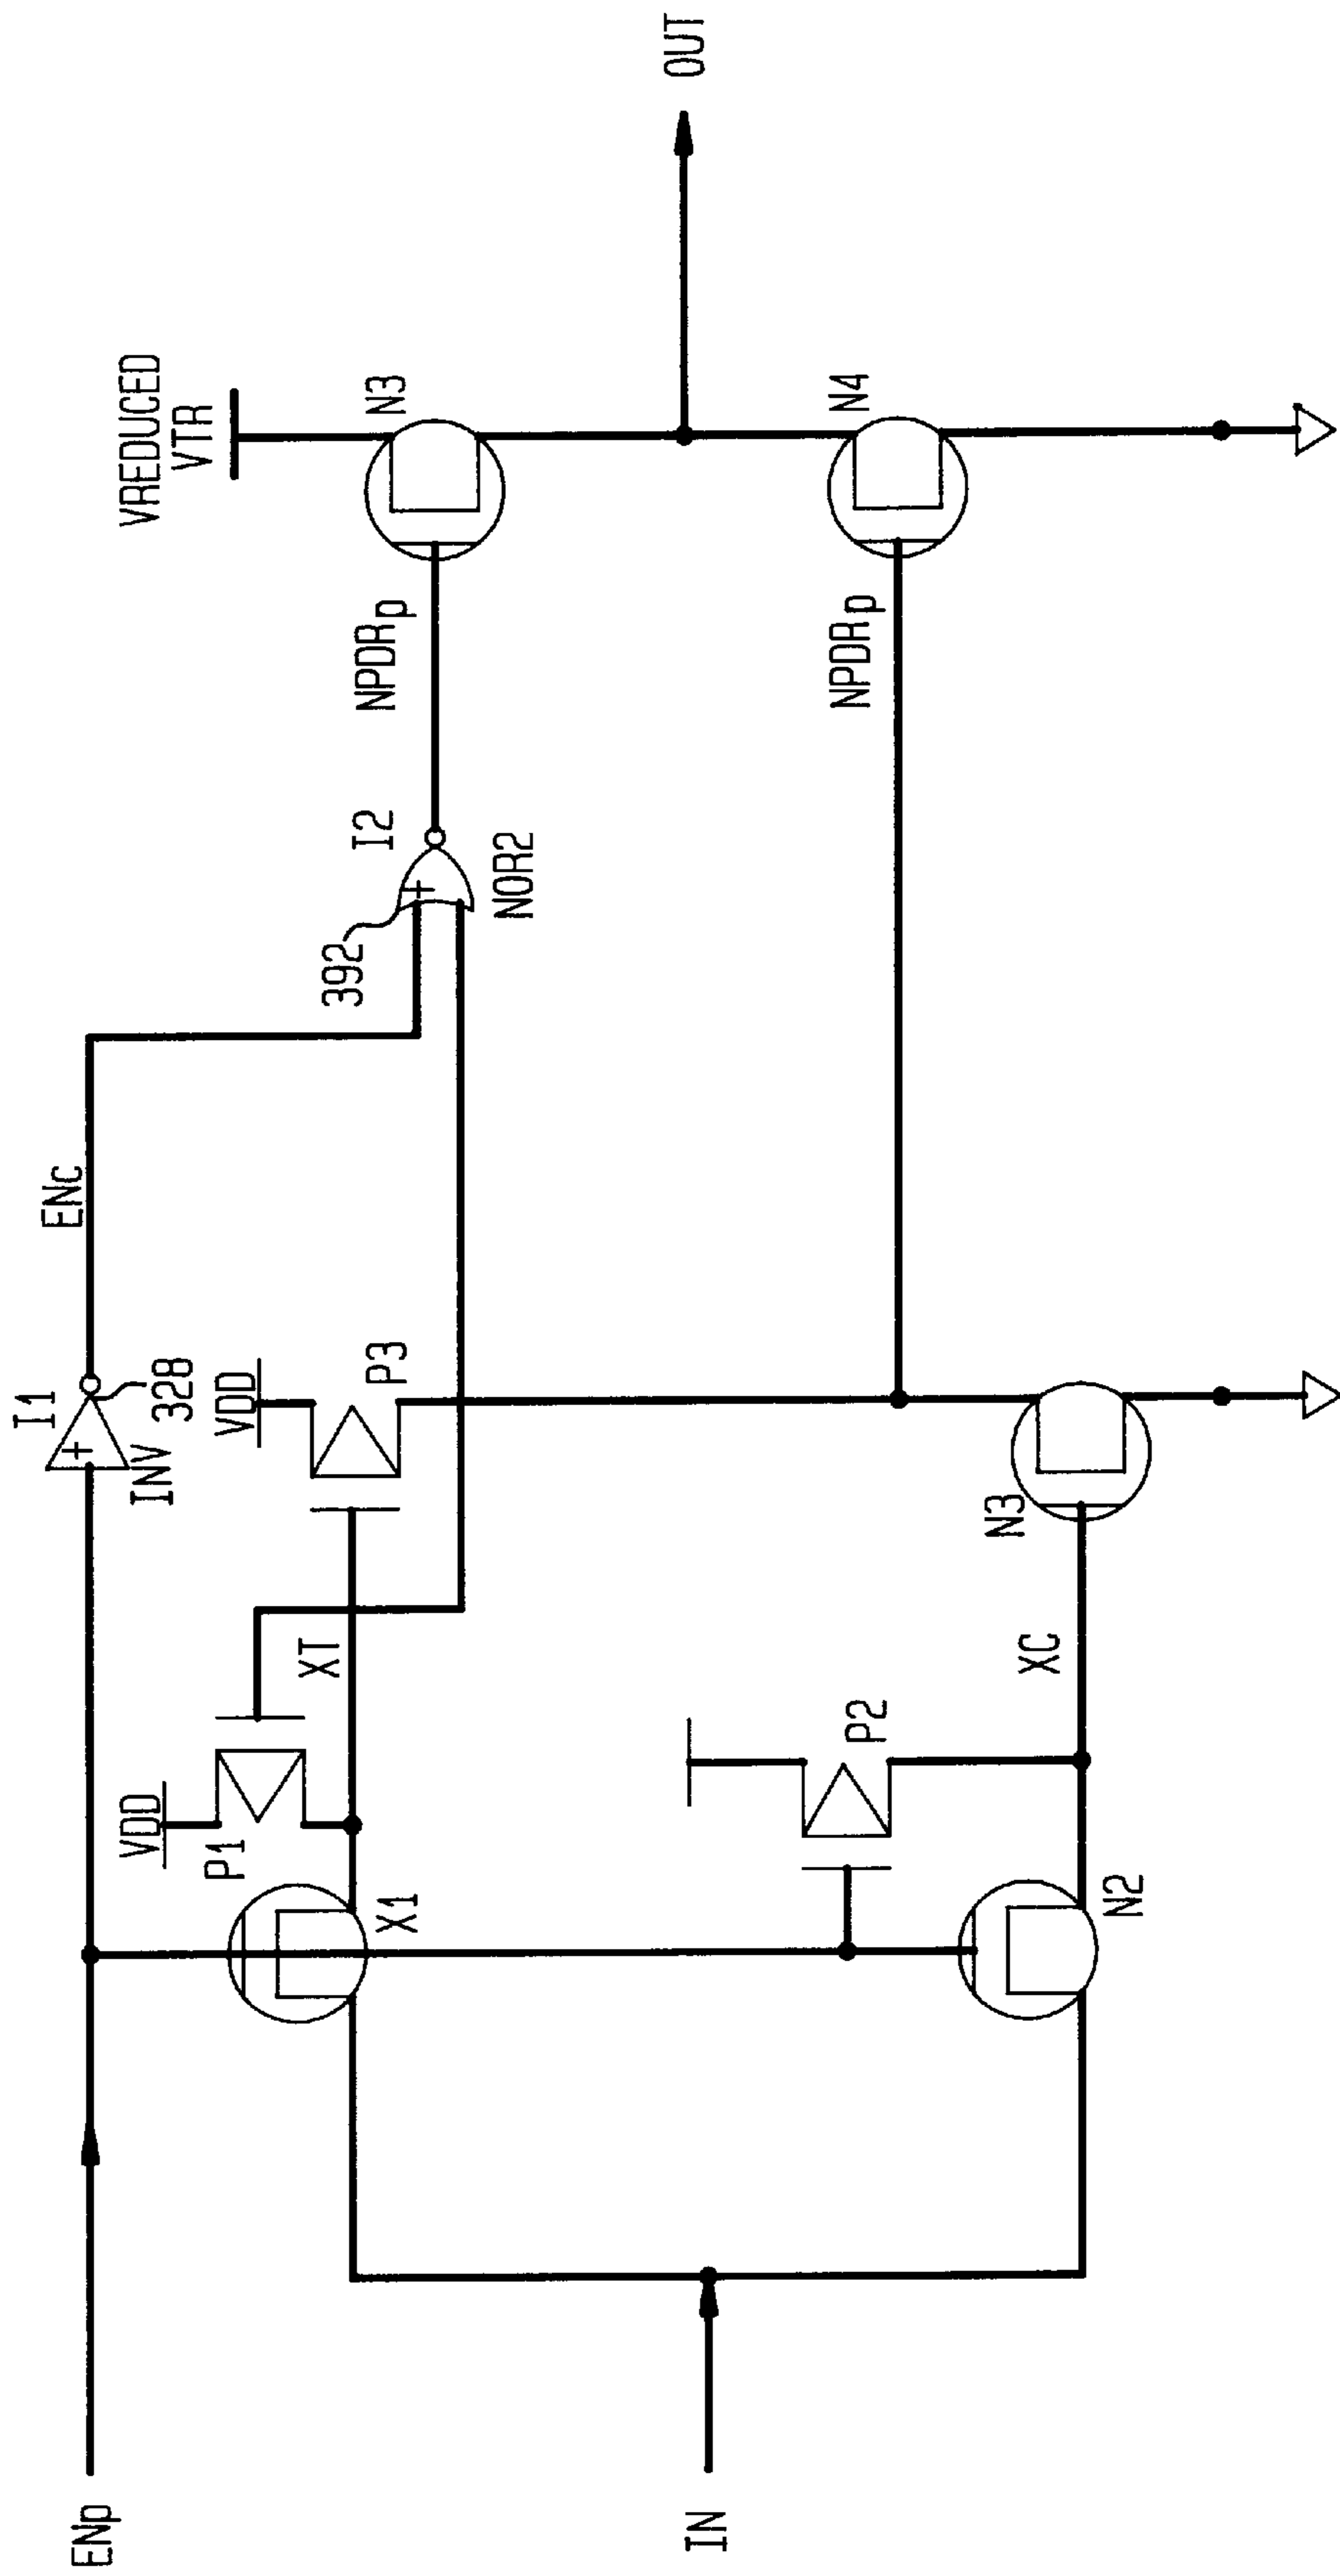 ENp
I1
INV
328
ENc
VDD
P1
X1
XT
VDD
P3
392
I2
NOR2
NPDRp
VREDUCED
VTR
N3
OUT
IN
P2
N2
XC
N3
NPDRp
N4